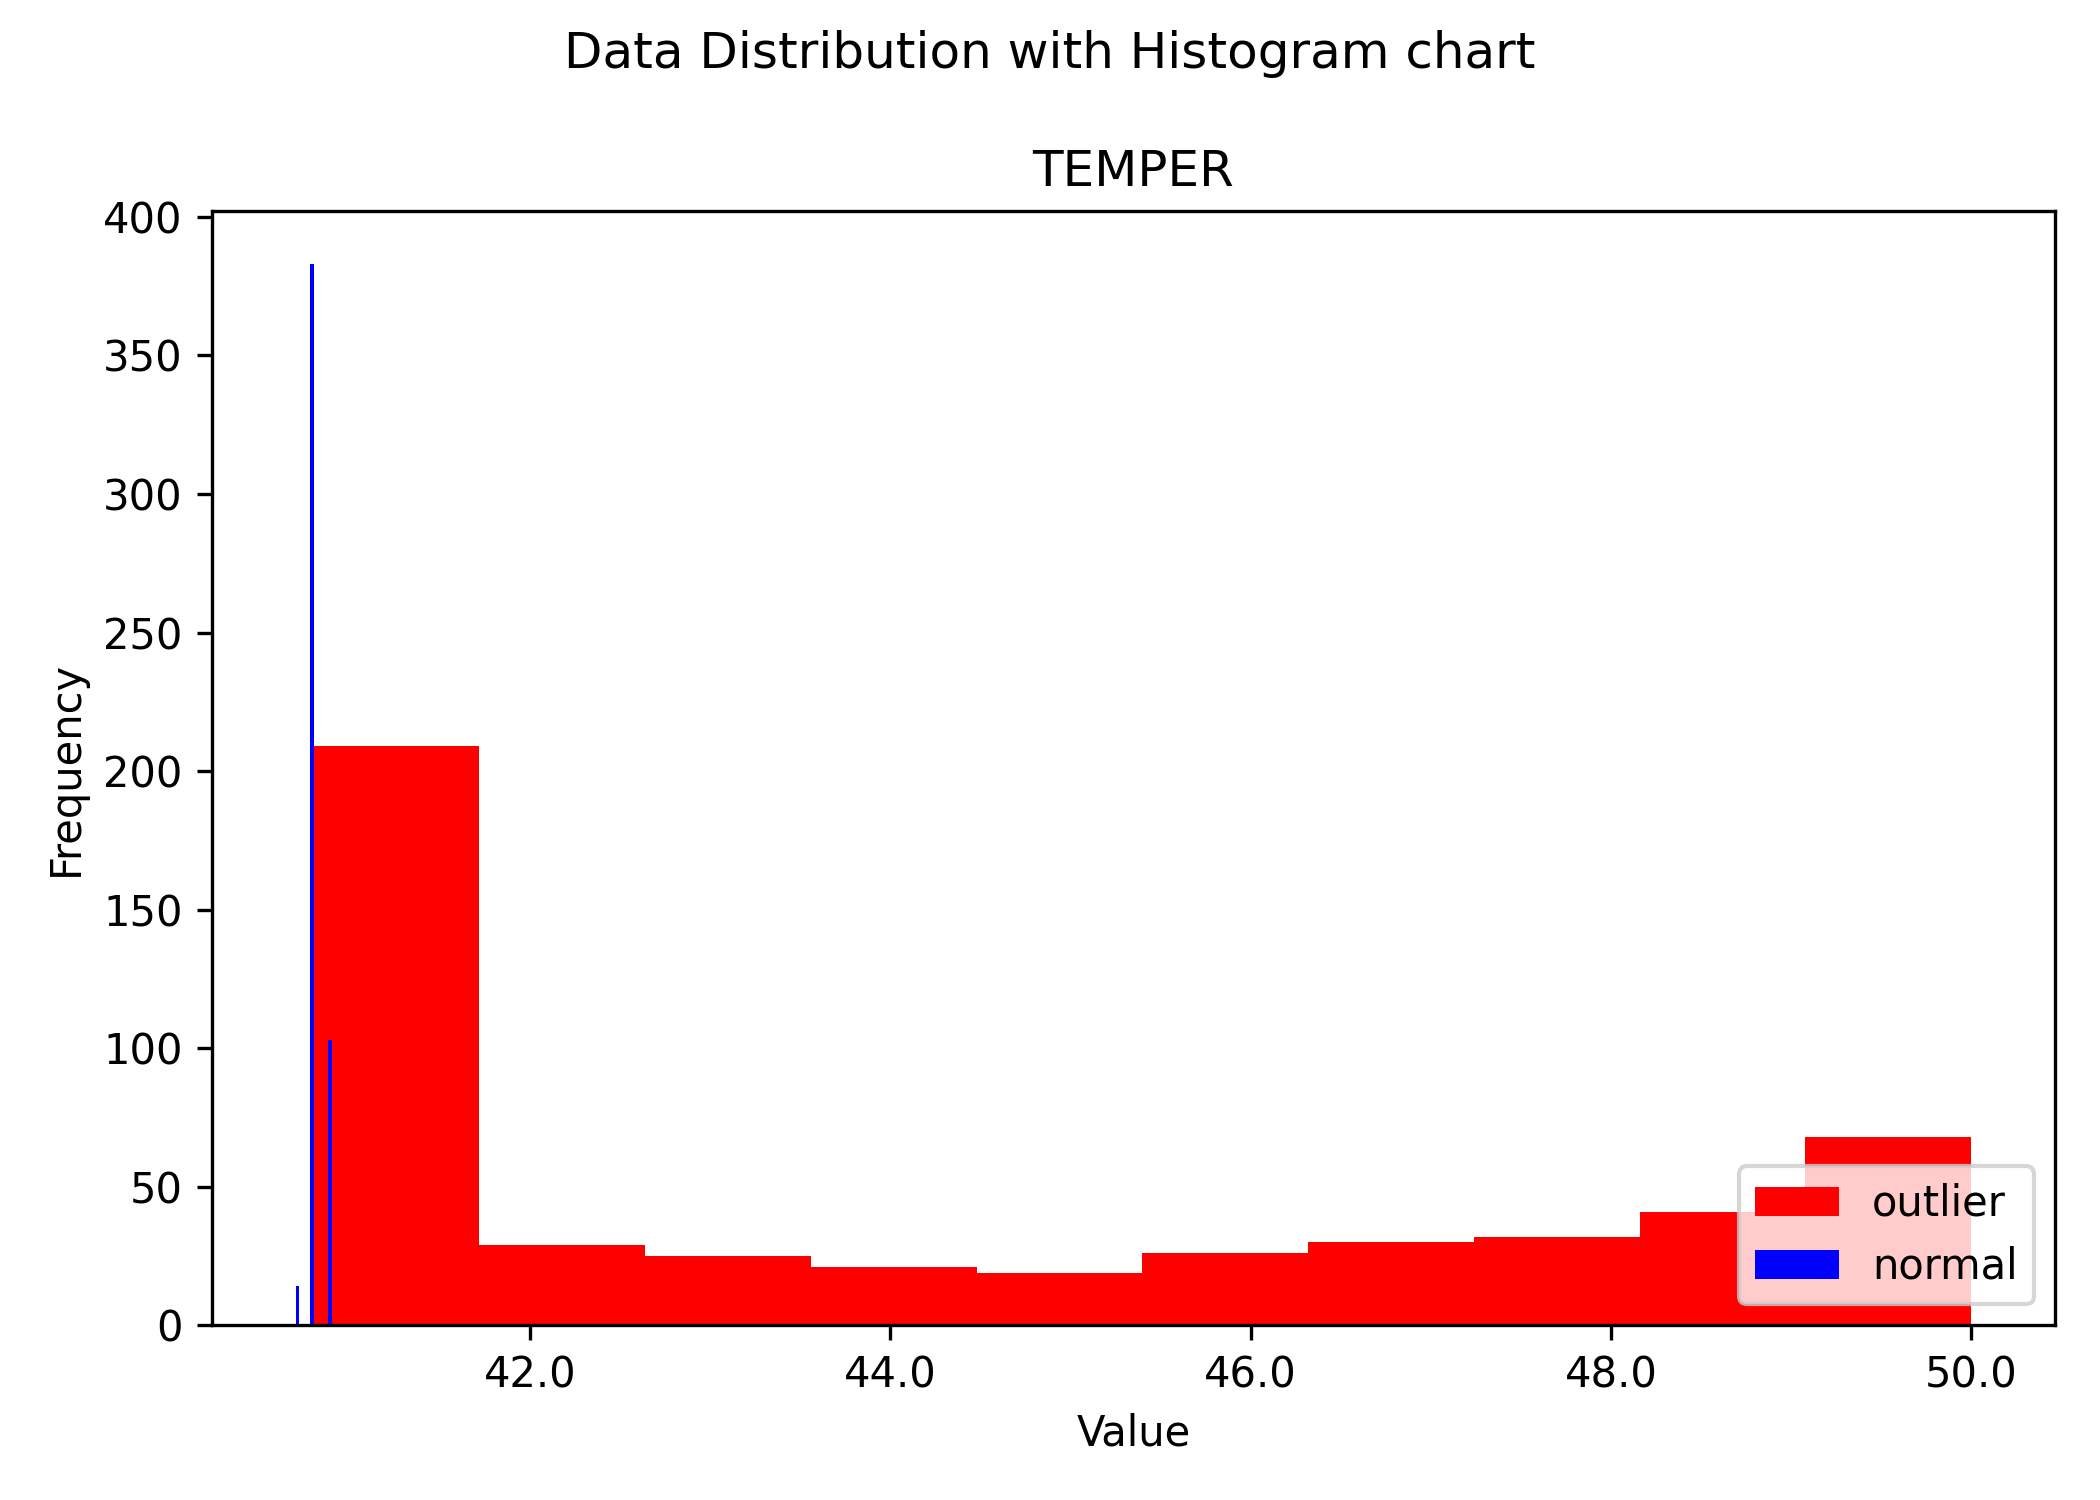 Data Distribution with Histogram chart
TEMPER
400
350
300
250
200
150
100
50
0
Frequency
42.0 44.0 46.0 48.0 50.0
Value
outlier
normal